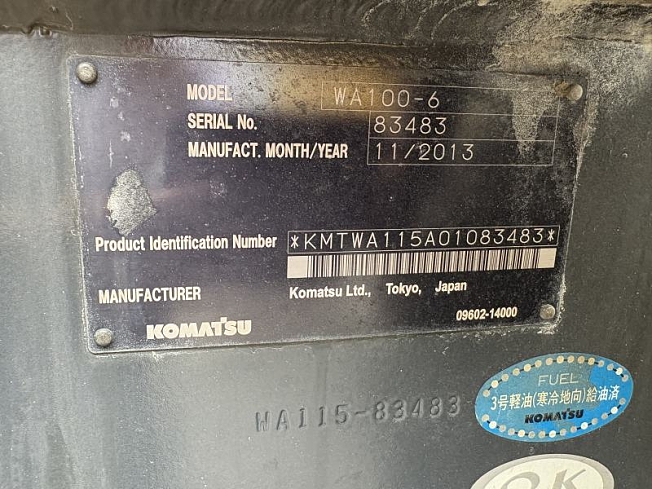 MODEL WA100-6
SERIAL No. 83483
MANUFACT. MONTH/YEAR 11/2013
Product Identification Number *KMTWA115A01083483*
MANUFACTURER Komatsu Ltd., Tokyo, Japan
KOMATSU 09602-14000
WA115-83483
FUEL
3号軽油(寒冷地向)給油済
KOMATSU
OK